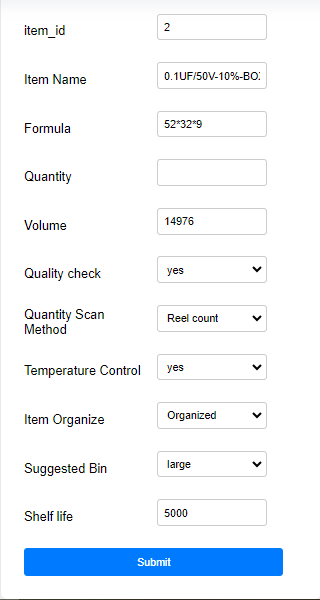 item_id
2
Item Name
0.1UF/50V-10%-BO
Formula
52*32*9
Quantity
Volume
14976
Quality check
yes
Quantity Scan
Method
Reel count
Temperature Control
yes
Item Organize
Organized
Suggested Bin
large
Shelf life
5000
Submit